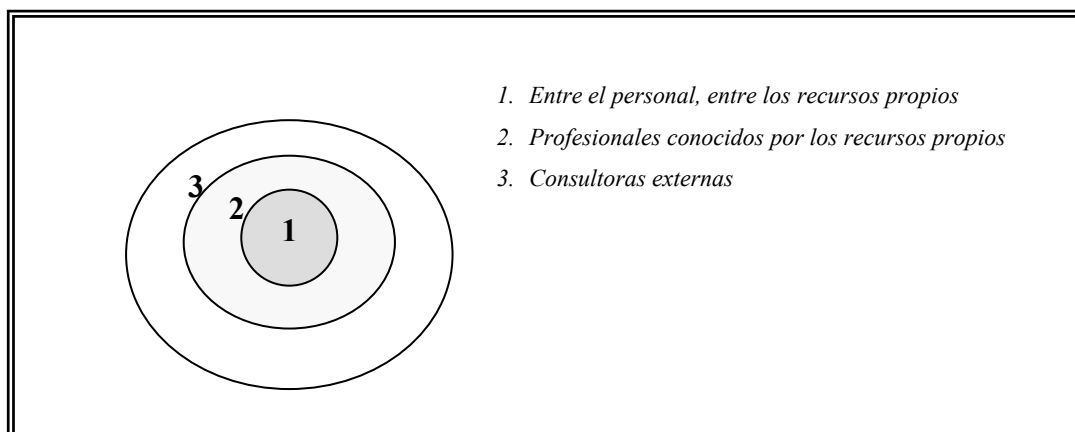 1. Entre el personal, entre los recursos propios
2. Profesionales conocidos por los recursos propios
3. Consultoras externas
3
2
1